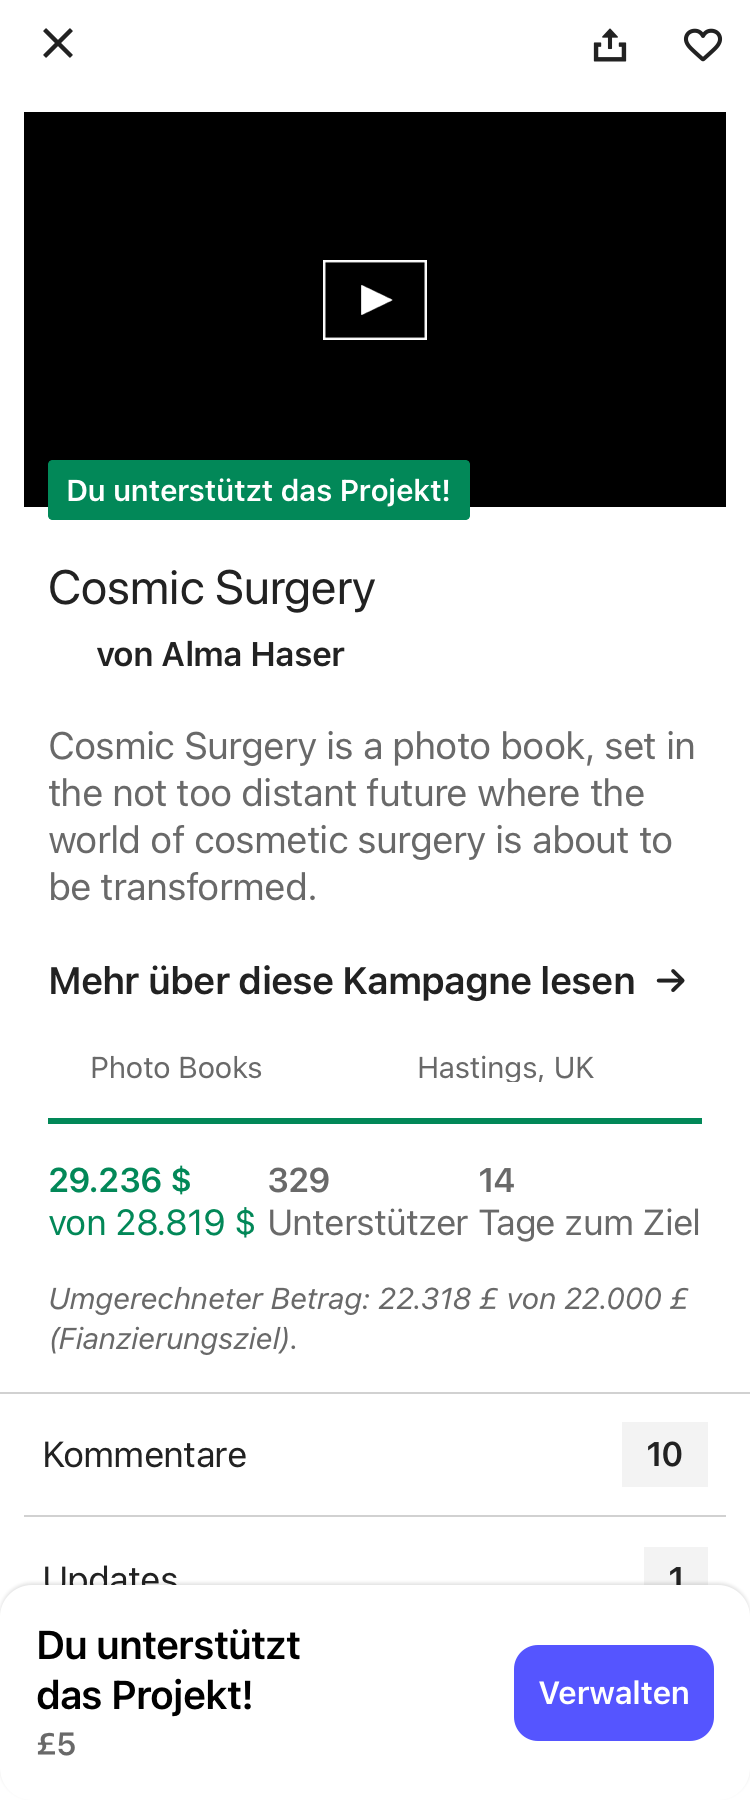 Du unterstützt das Projekt!
Cosmic Surgery
von Alma Haser
Cosmic Surgery is a photo book, set in
the not too distant future where the
world of cosmetic surgery is about to
be transformed.
Mehr über diese Kampagne lesen →
Photo Books
Hastings, UK
29.236 $
von 28.819 $
329
Unterstützer
14
Tage zum Ziel
Umgerechneter Betrag: 22.318 £ von 22.000 £
(Fianzierungsziel).
Kommentare
10
Updates
1
Du unterstützt
das Projekt!
£5
Verwalten